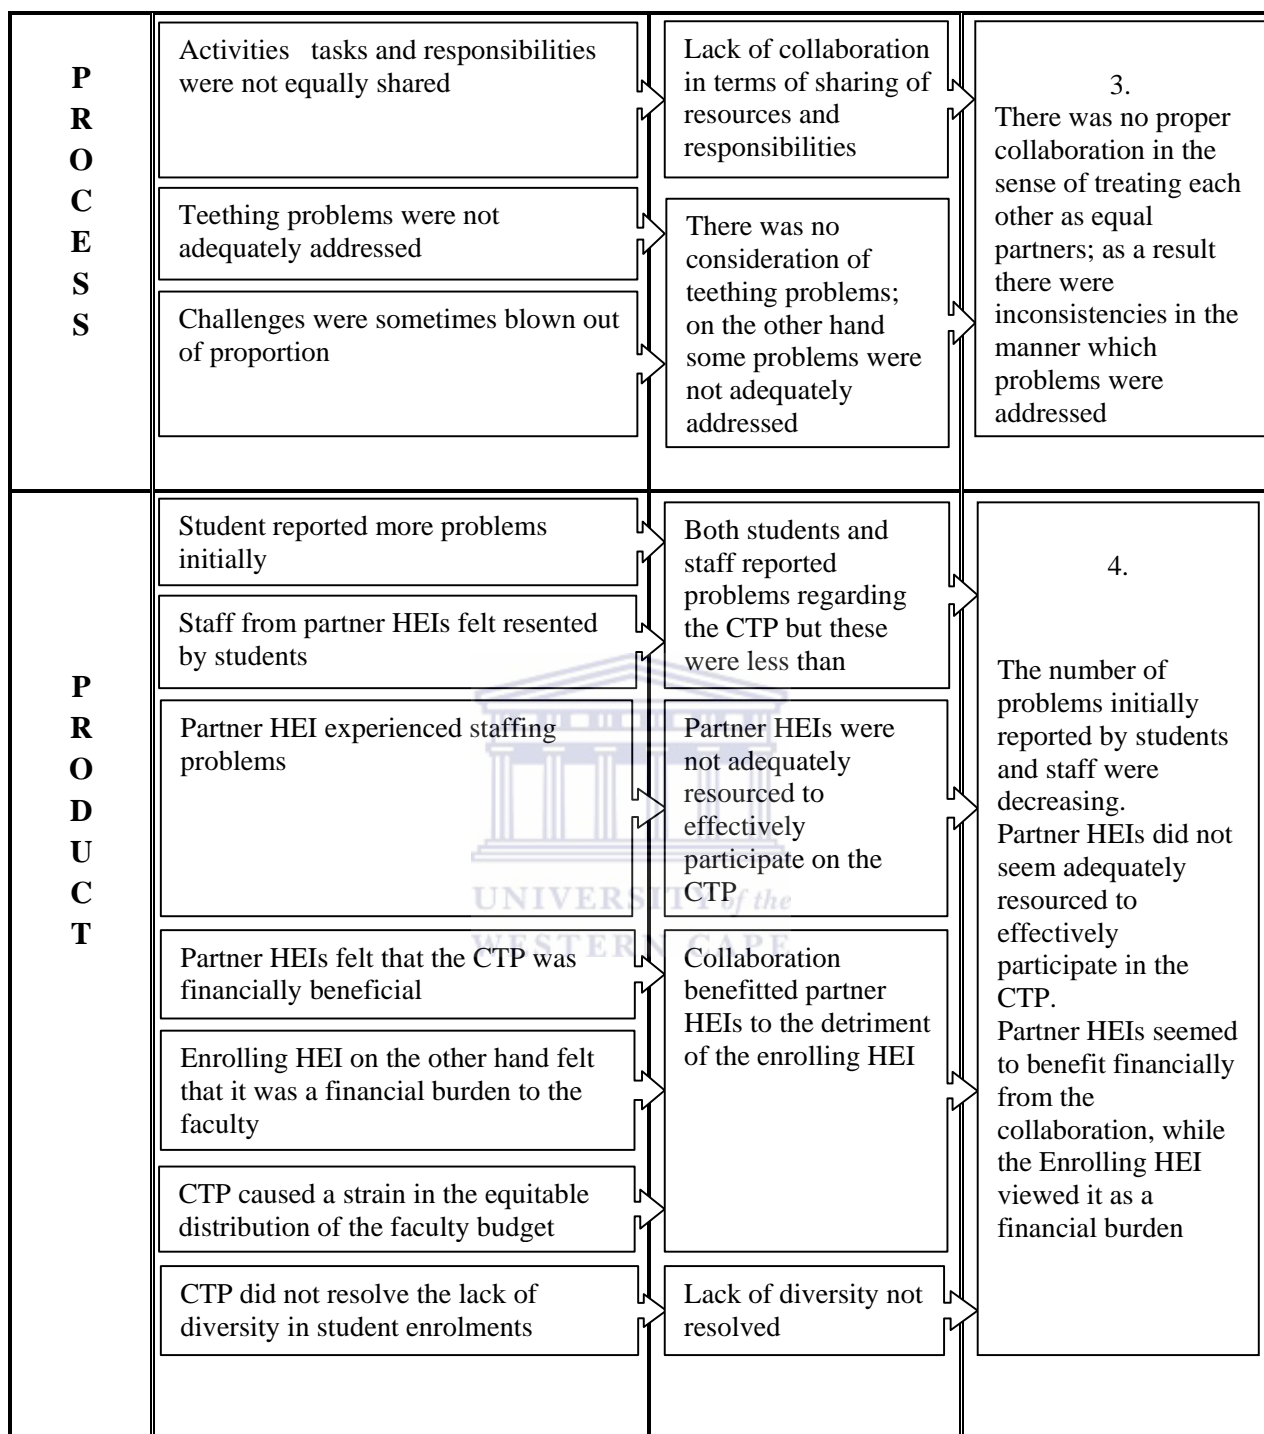 P
R
O
C
E
S
S
Activities   tasks and responsibilities
were not equally shared
Teething problems were not
adequately addressed
Challenges were sometimes blown out
of proportion
Lack of collaboration
in terms of sharing of
resources and
responsibilities
There was no
consideration of
teething problems;
on the other hand
some problems were
not adequately
addressed
3.
There was no proper
collaboration in the
sense of treating each
other as equal
partners; as a result
there were
inconsistencies in the
manner which
problems were
addressed
P
R
O
D
U
C
T
Student reported more problems
initially
Staff from partner HEIs felt resented
by students
Partner HEI experienced staffing
problems
Partner HEIs felt that the CTP was
financially beneficial
Enrolling HEI on the other hand felt
that it was a financial burden to the
faculty
CTP caused a strain in the equitable
distribution of the faculty budget
CTP did not resolve the lack of
diversity in student enrolments
Both students and
staff reported
problems regarding
the CTP but these
were less than
Partner HEIs were
not adequately
resourced to
effectively
participate on the
CTP
Collaboration
benefitted partner
HEIs to the detriment
of the enrolling HEI
Lack of diversity not
resolved
4.
The number of
problems initially
reported by students
and staff were
decreasing.
Partner HEIs did not
seem adequately
resourced to
effectively
participate in the
CTP.
Partner HEIs seemed
to benefit financially
from the
collaboration, while
the Enrolling HEI
viewed it as a
financial burden
UNIVERSITY of the
WESTERN CAPE